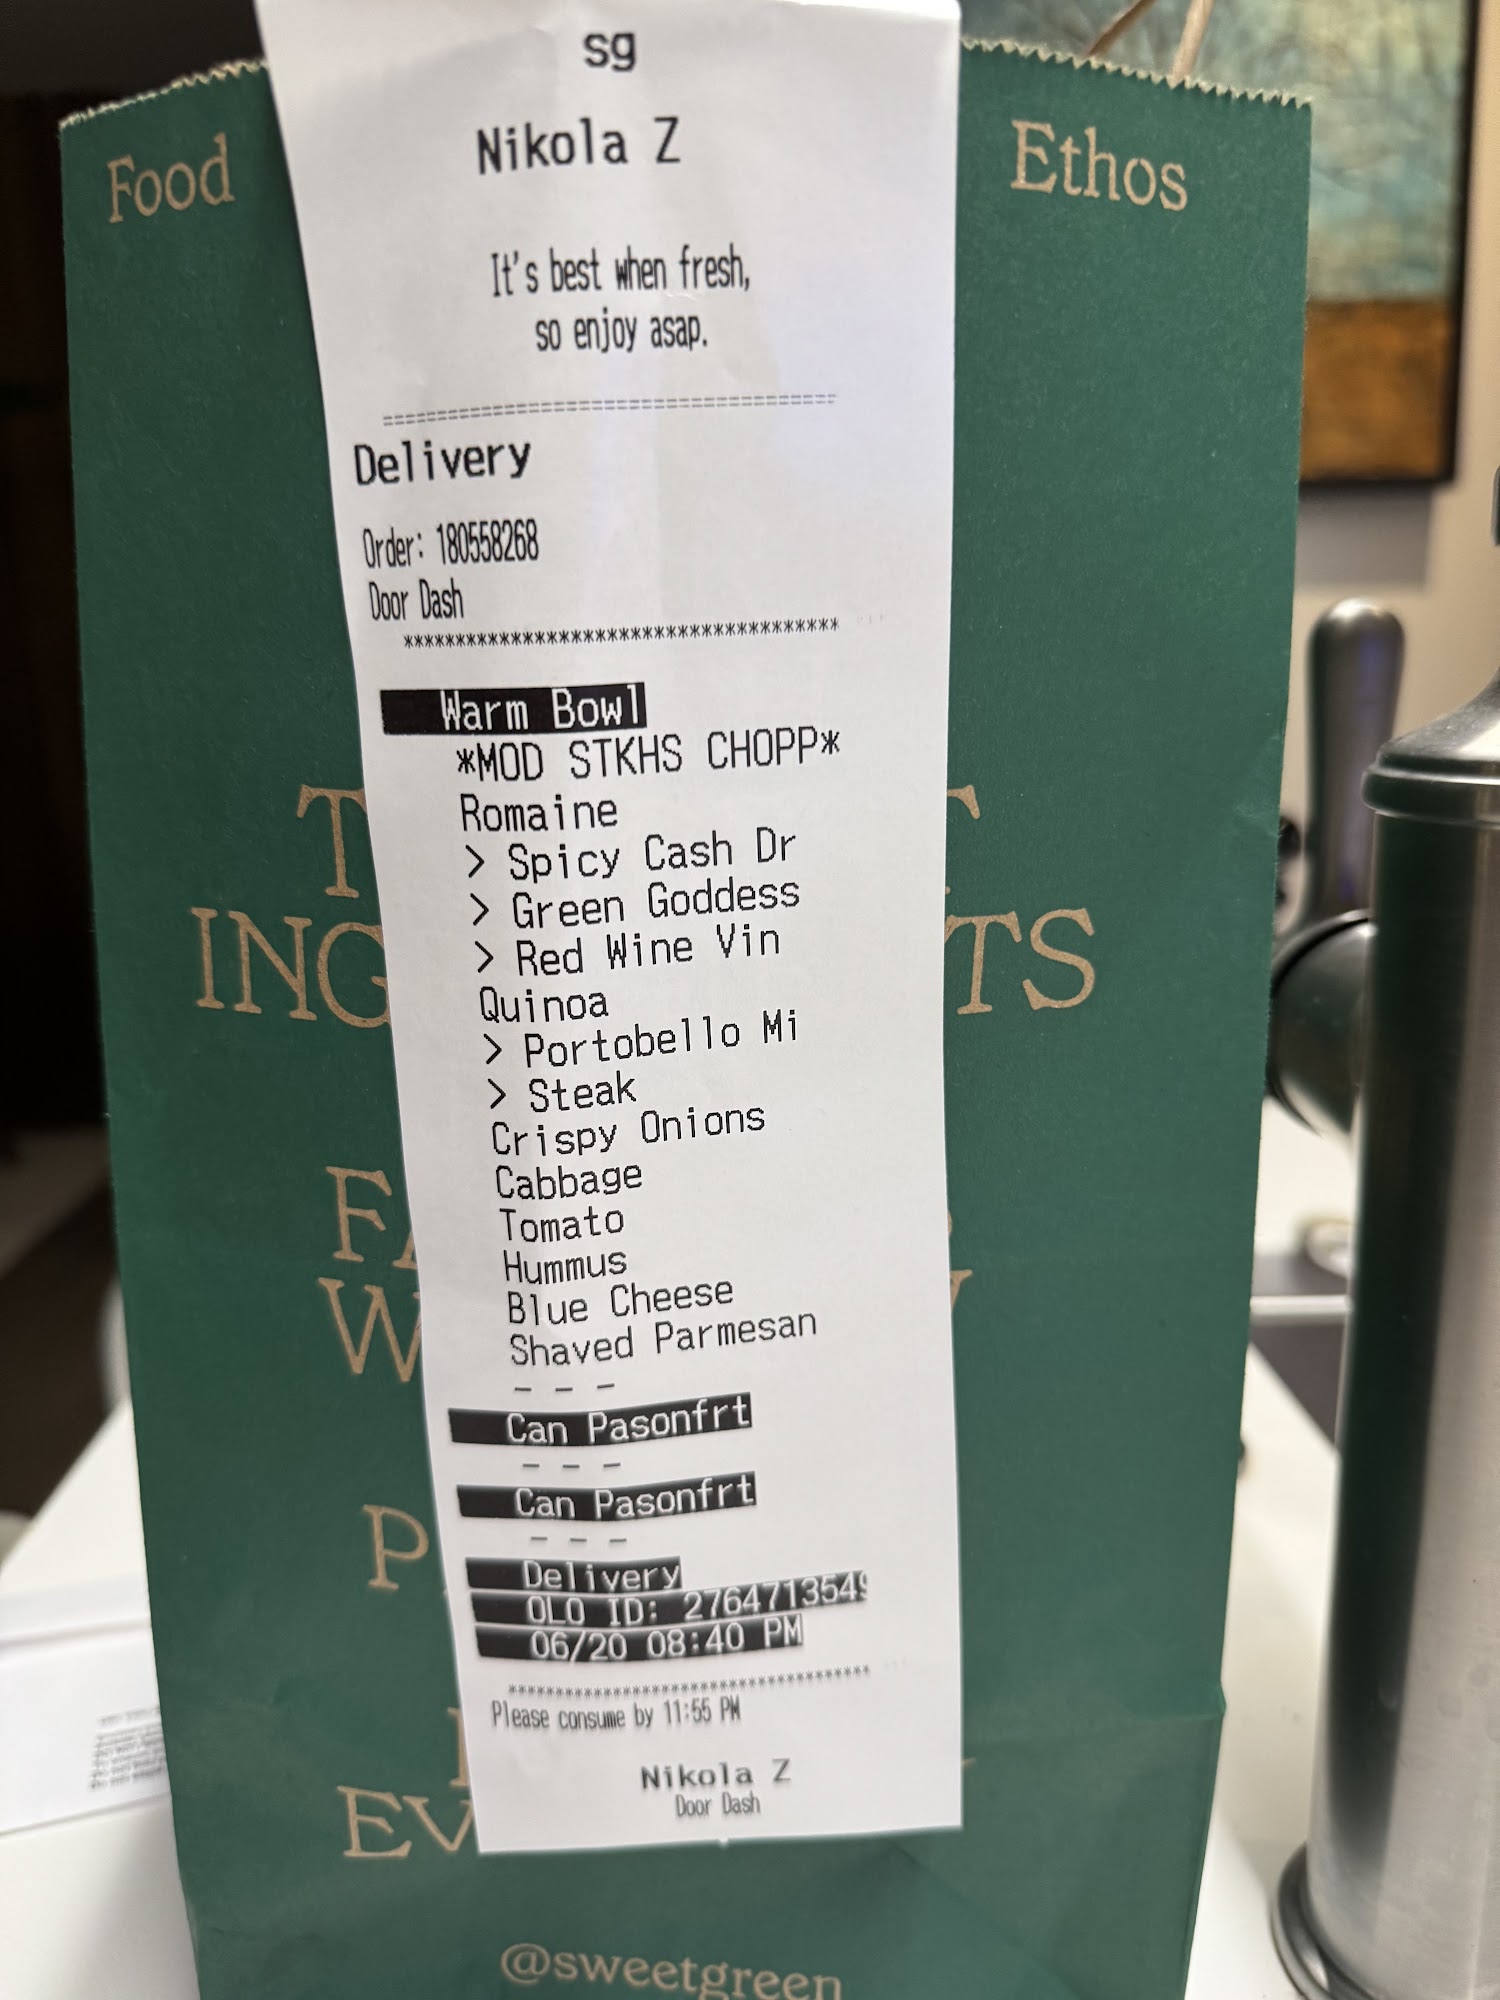 sg
Nikola Z
Food
Ethos
It's best when fresh,
so enjoy asap.
===================================
Delivery
Order: 180558268
Door Dash
**************************************
Warm Bowl
*MOD STKHS CHOPP*
Romaine
> Spicy Cash Dr
> Green Goddess
> Red Wine Vin
Quinoa
> Portobello Mi
> Steak
Crispy Onions
Cabbage
Tomato
Hummus
Blue Cheese
Shaved Parmesan
- - -
Can Pasonfrt
- - -
Can Pasonfrt
- - -
Delivery
OLO ID: 2764713549
06/20 08:40 PM
**************************************
Please consume by 11:55 PM
Nikola Z
Door Dash
@sweetgreen